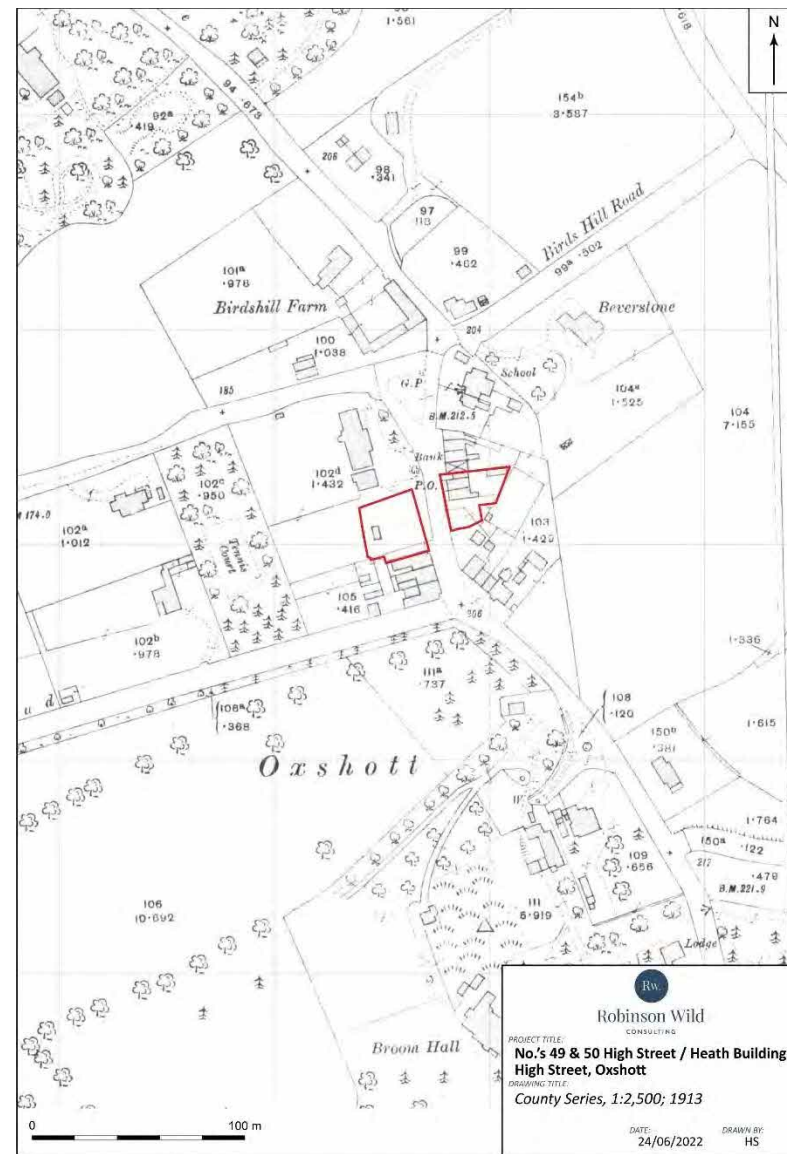 1·561
N
618
94 ·673
92ª
·419
154ᵇ
3·587
206
98
·341
97
·113
99
·462
Birds Hill Road
99ª ·502
101ª
·978
Birdshill Farm
Beverstone
204
100
1·038
School
G.P.
185
B.M.212.5
104ª
1·525
104
7·155
Bank
P.O.
102ᵈ
1·432
102ᶜ
·950
M 174.9
102ª
1·012
Tennis
Court
103
1·429
105
·416
206
102ᵇ
·978
111ª
·737
1·336
u d
108ª
·368
108
·120
150ᵇ
·381
1·615
Oxshott
1·764
150ª ·122
W
109
·656
217
·479
B.M.221.9
106
10·692
111
5·919
Lodge
Broom Hall
Rw.
Robinson Wild
CONSULTING
PROJECT TITLE:
No.'s 49 & 50 High Street / Heath Building
High Street, Oxshott
DRAWING TITLE:
County Series, 1:2,500; 1913
DATE: DRAWN BY:
24/06/2022 HS
0 100 m